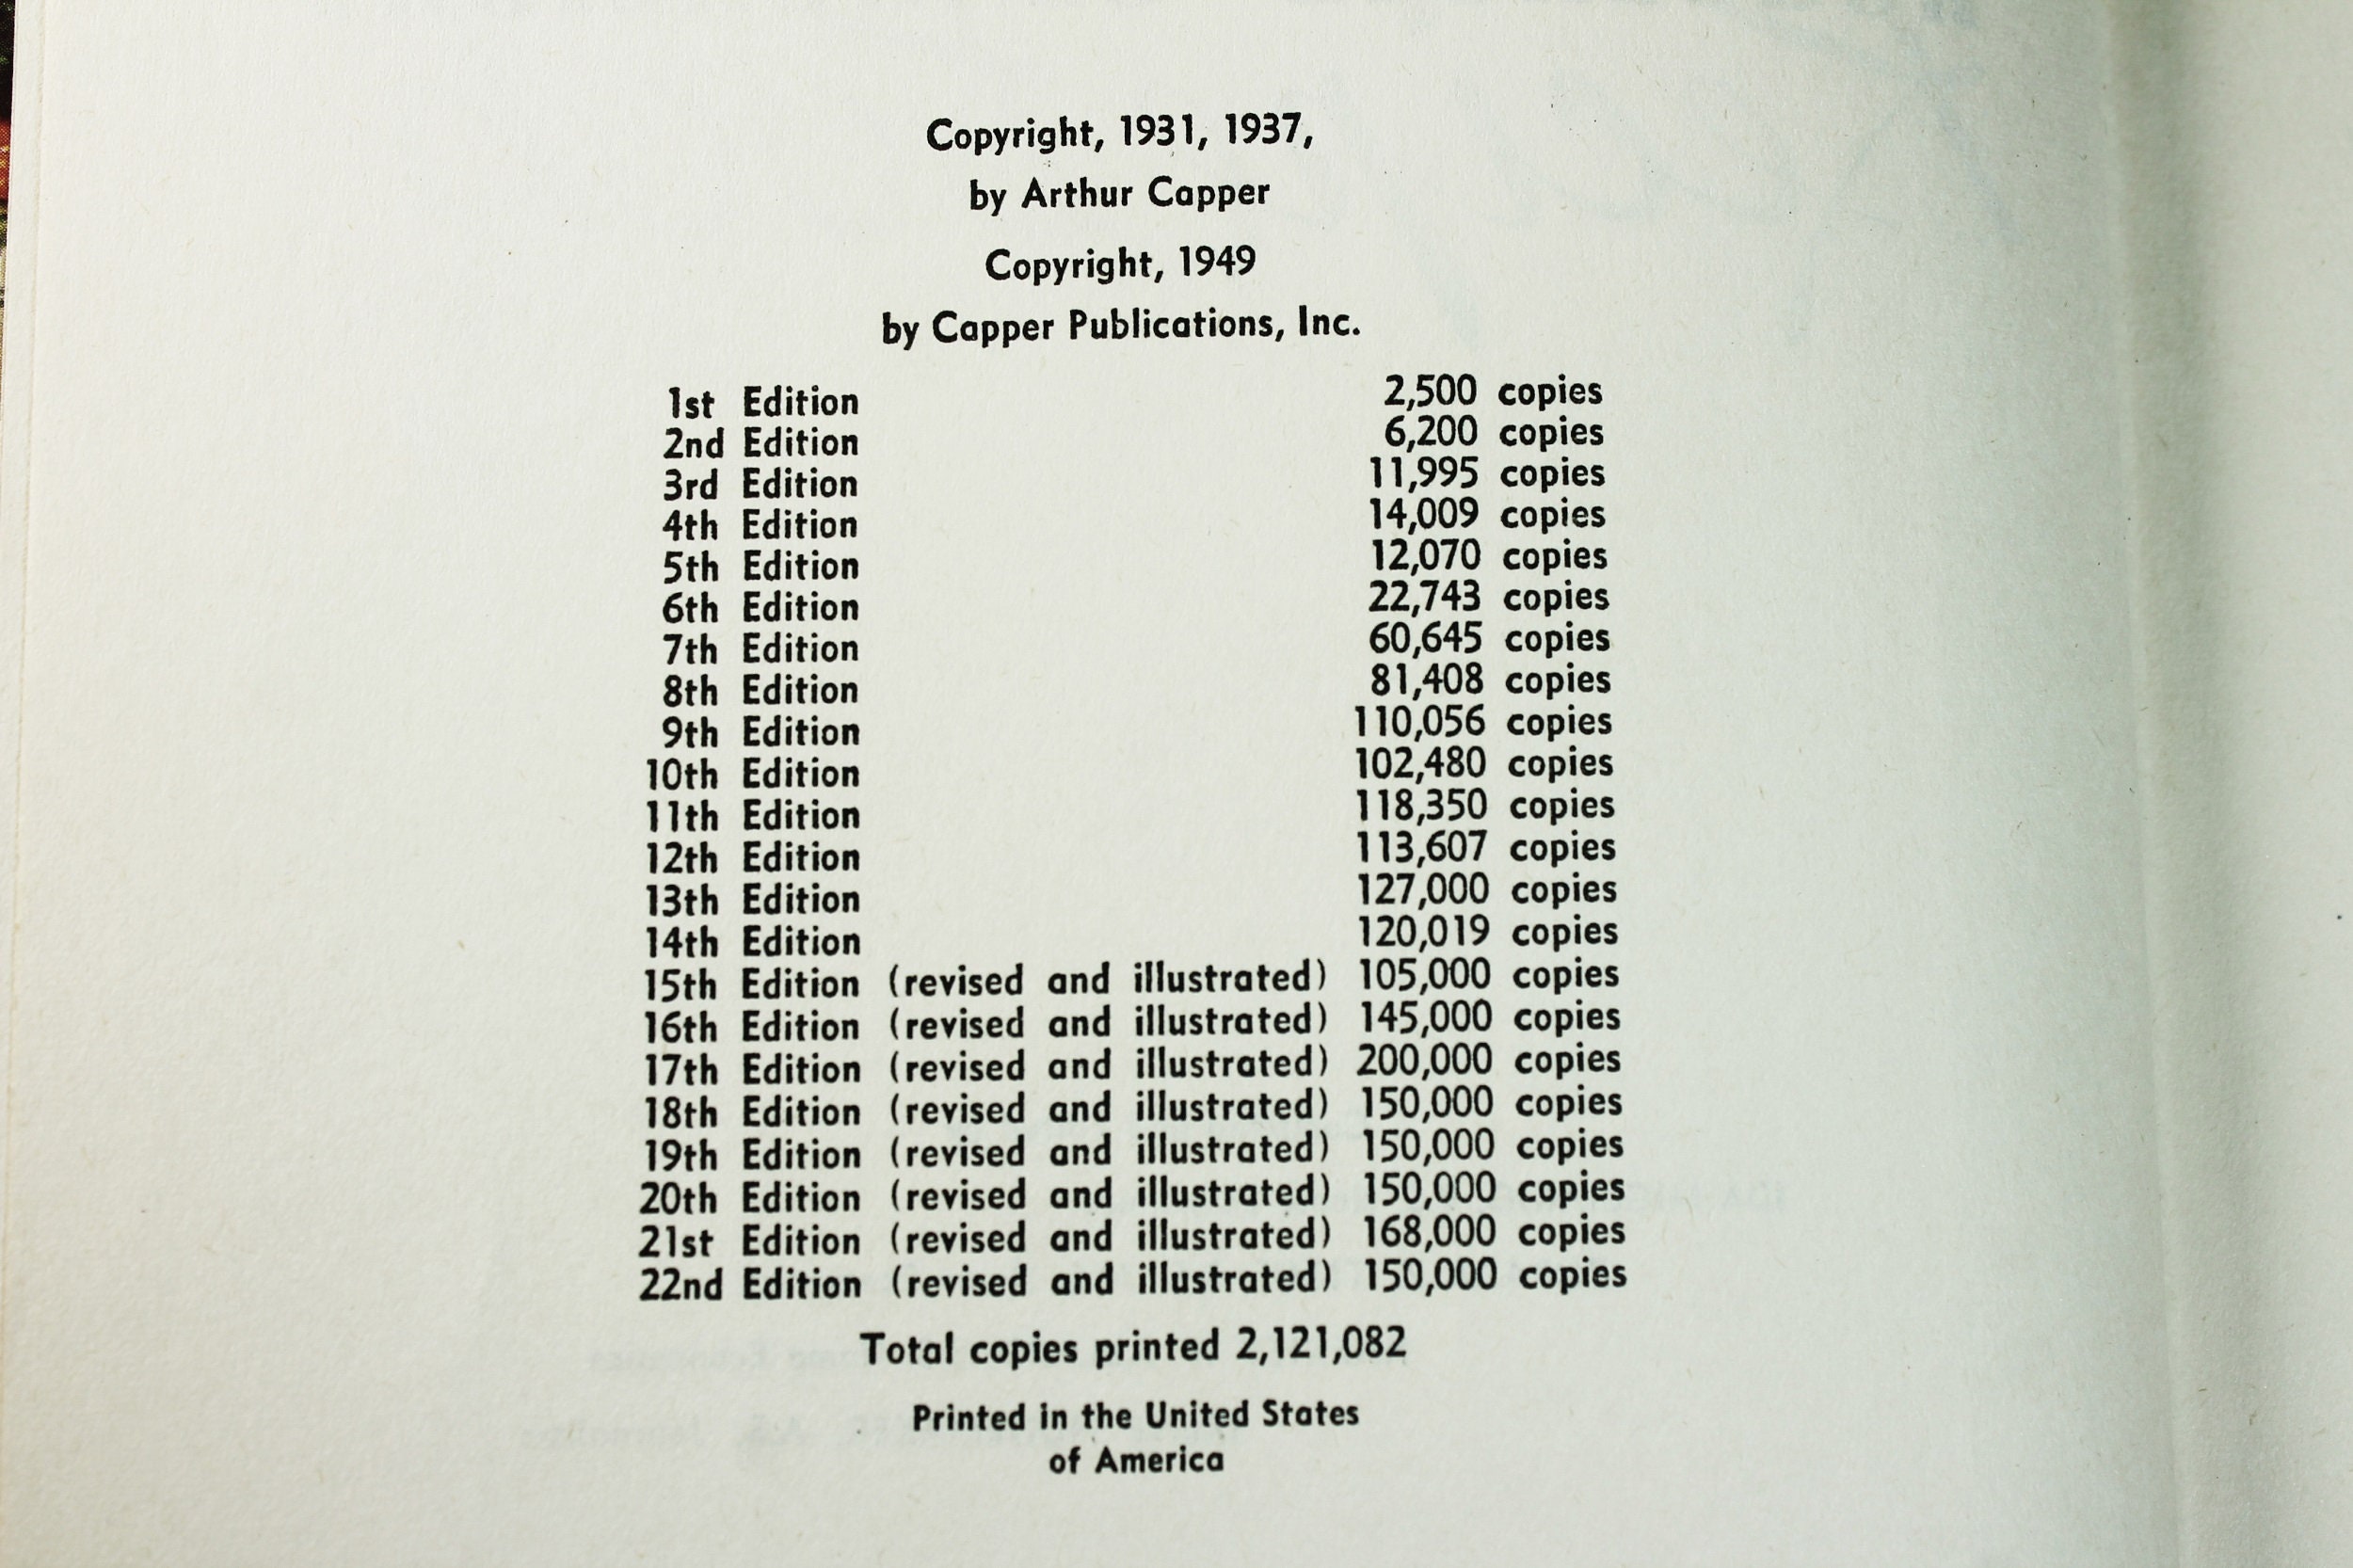 Copyright, 1931, 1937,
by Arthur Capper
Copyright, 1949
by Capper Publications, Inc.
1st Edition 2,500 copies
2nd Edition 6,200 copies
3rd Edition 11,995 copies
4th Edition 14,009 copies
5th Edition 12,070 copies
6th Edition 22,743 copies
7th Edition 60,645 copies
8th Edition 81,408 copies
9th Edition 110,056 copies
10th Edition 102,480 copies
11th Edition 118,350 copies
12th Edition 113,607 copies
13th Edition 127,000 copies
14th Edition 120,019 copies
15th Edition (revised and illustrated) 105,000 copies
16th Edition (revised and illustrated) 145,000 copies
17th Edition (revised and illustrated) 200,000 copies
18th Edition (revised and illustrated) 150,000 copies
19th Edition (revised and illustrated) 150,000 copies
20th Edition (revised and illustrated) 150,000 copies
21st Edition (revised and illustrated) 168,000 copies
22nd Edition (revised and illustrated) 150,000 copies
Total copies printed 2,121,082
Printed in the United States
of America